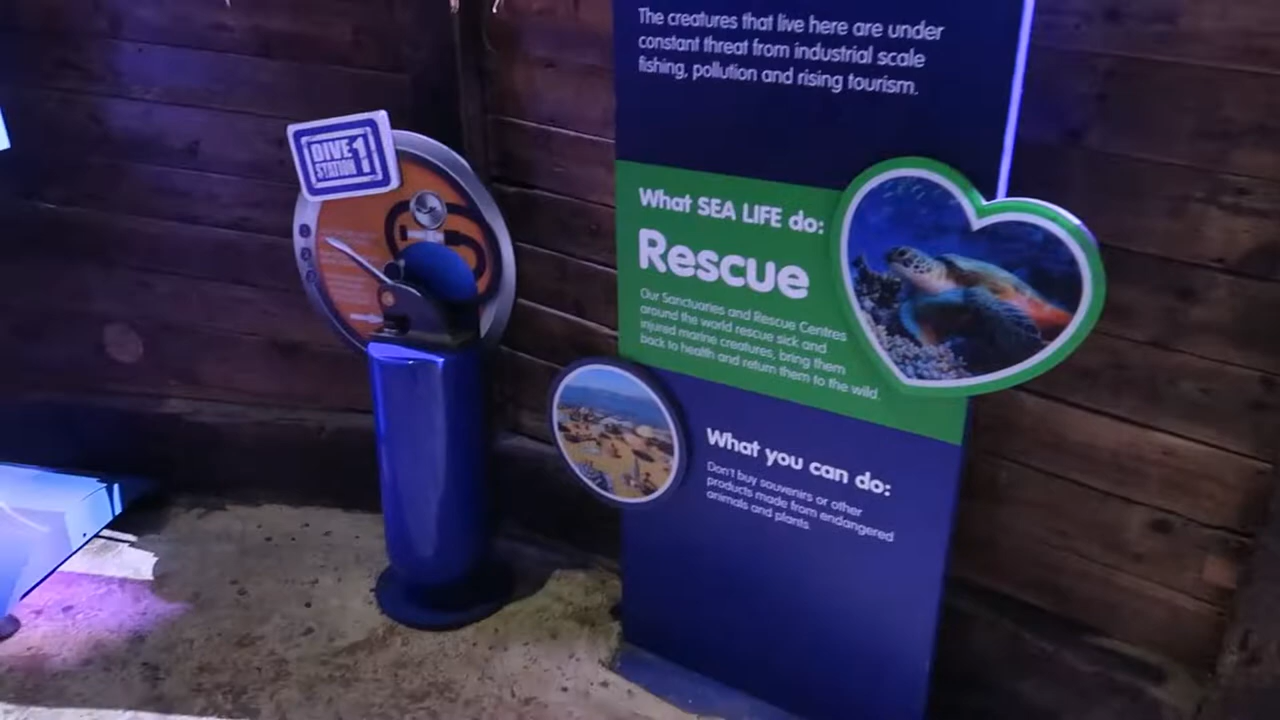 DIVE
STATION 1
The creatures that live here are under
constant threat from industrial scale
fishing, pollution and rising tourism.
What SEA LIFE do:
Rescue
Our Sanctuaries and Rescue Centres
around the world rescue sick and
injured marine creatures, bring them
back to health and return them to the wild.
What you can do:
Don't buy souvenirs or other
products made from endangered
animals and plants.